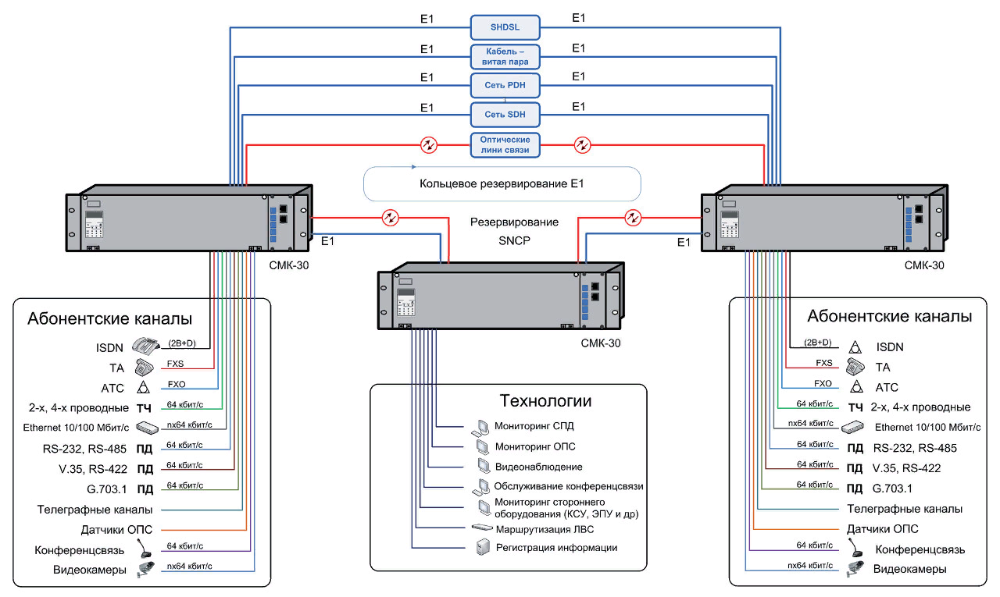 E1 SHDSL E1
E1 Кабель – E1
витая пара
E1 Сеть PDH E1
E1 Сеть SDH E1
Оптические
лини связи
Кольцевое резервирование E1
Резервирование
SNCP
E1
E1
СМК-30
СМК-30
СМК-30
Абонентские каналы
ISDN (2B+D)
ТА FXS
АТС FXO
2-х, 4-х проводные ТЧ 64 кбит/с
Ethernet 10/100 Мбит/с nx64 кбит/с
RS-232, RS-485 ПД 64 кбит/с
V.35, RS-422 ПД 64 кбит/с
G.703.1 ПД 64 кбит/с
Телеграфные каналы
Датчики ОПС
Конференцсвязь 64 кбит/с
Видеокамеры nx64 кбит/с
Технологии
Мониторинг СПД
Мониторинг ОПС
Видеонаблюдение
Обслуживание конференцсвязи
Мониторинг стороннего
оборудования (КСУ, ЭПУ и др)
Маршрутизация ЛВС
Регистрация информации
Абонентские каналы
(2B+D) ISDN
FXS ТА
FXO АТС
64 кбит/с ТЧ 2-х, 4-х проводные
nx64 кбит/с Ethernet 10/100 Мбит/с
64 кбит/с ПД RS-232, RS-485
64 кбит/с ПД V.35, RS-422
64 кбит/с ПД G.703.1
Телеграфные каналы
Датчики ОПС
64 кбит/с Конференцсвязь
nx64 кбит/с Видеокамеры